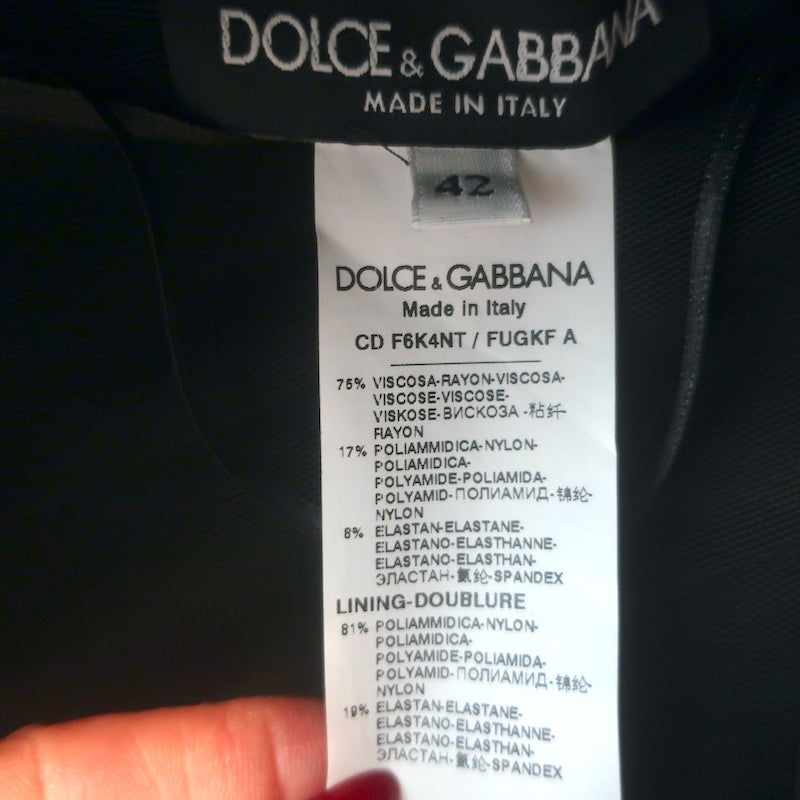 DOLCE & GABBANA
MADE IN ITALY
42
DOLCE & GABBANA
Made in Italy
CD F6K4NT / FUGKF A
75% VISCOSA-RAYON-VISCOSA-
VISCOSE-VISCOSE-
VISKOSE-ВИСКОЗА -粘纤-
RAYON
17% POLIAMMIDICA-NYLON-
POLIAMIDICA-
POLYAMIDE-POLIAMIDA-
POLYAMID-ПОЛИАМИД-锦纶-
NYLON
8% ELASTAN-ELASTANE-
ELASTANO-ELASTHANNE-
ELASTANO-ELASTHAN-
ЭЛАСТАН-氨纶-SPANDEX
LINING-DOUBLURE
81% POLIAMMIDICA-NYLON-
POLIAMIDICA-
POLYAMIDE-POLIAMIDA-
POLYAMID-ПОЛИАМИД-锦纶-
NYLON
19% ELASTAN-ELASTANE-
ELASTANO-ELASTHANNE-
ELASTANO-ELASTHAN-
ЭЛАСТАН-氨纶-SPANDEX